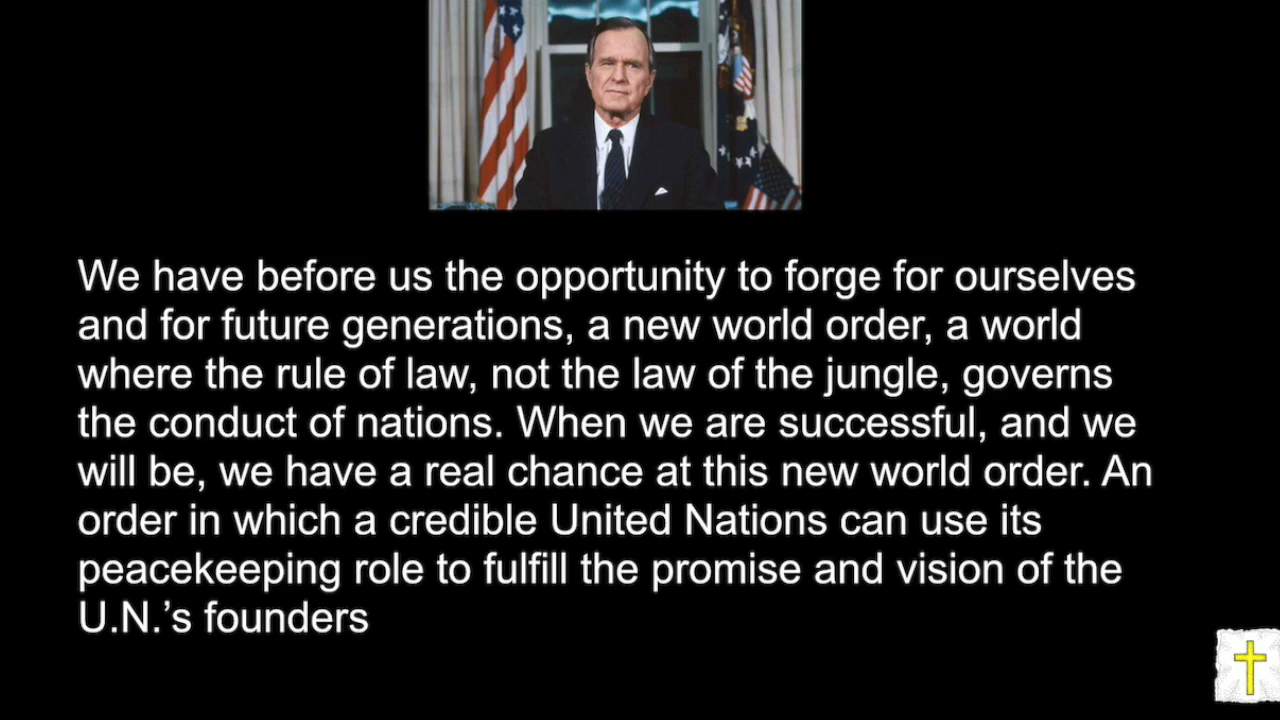 We have before us the opportunity to forge for ourselves
and for future generations, a new world order, a world
where the rule of law, not the law of the jungle, governs
the conduct of nations. When we are successful, and we
will be, we have a real chance at this new world order. An
order in which a credible United Nations can use its
peacekeeping role to fulfill the promise and vision of the
U.N.’s founders